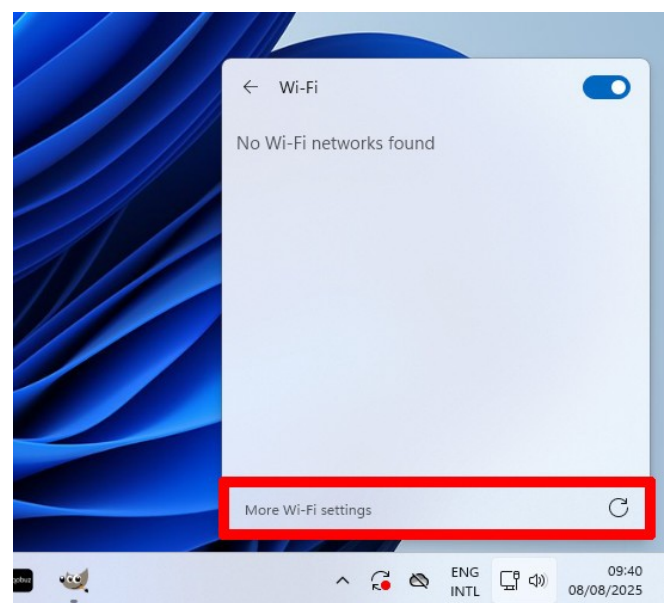 Wi-Fi
No Wi-Fi networks found
More Wi-Fi settings
ENG
INTL
09:40
08/08/2025